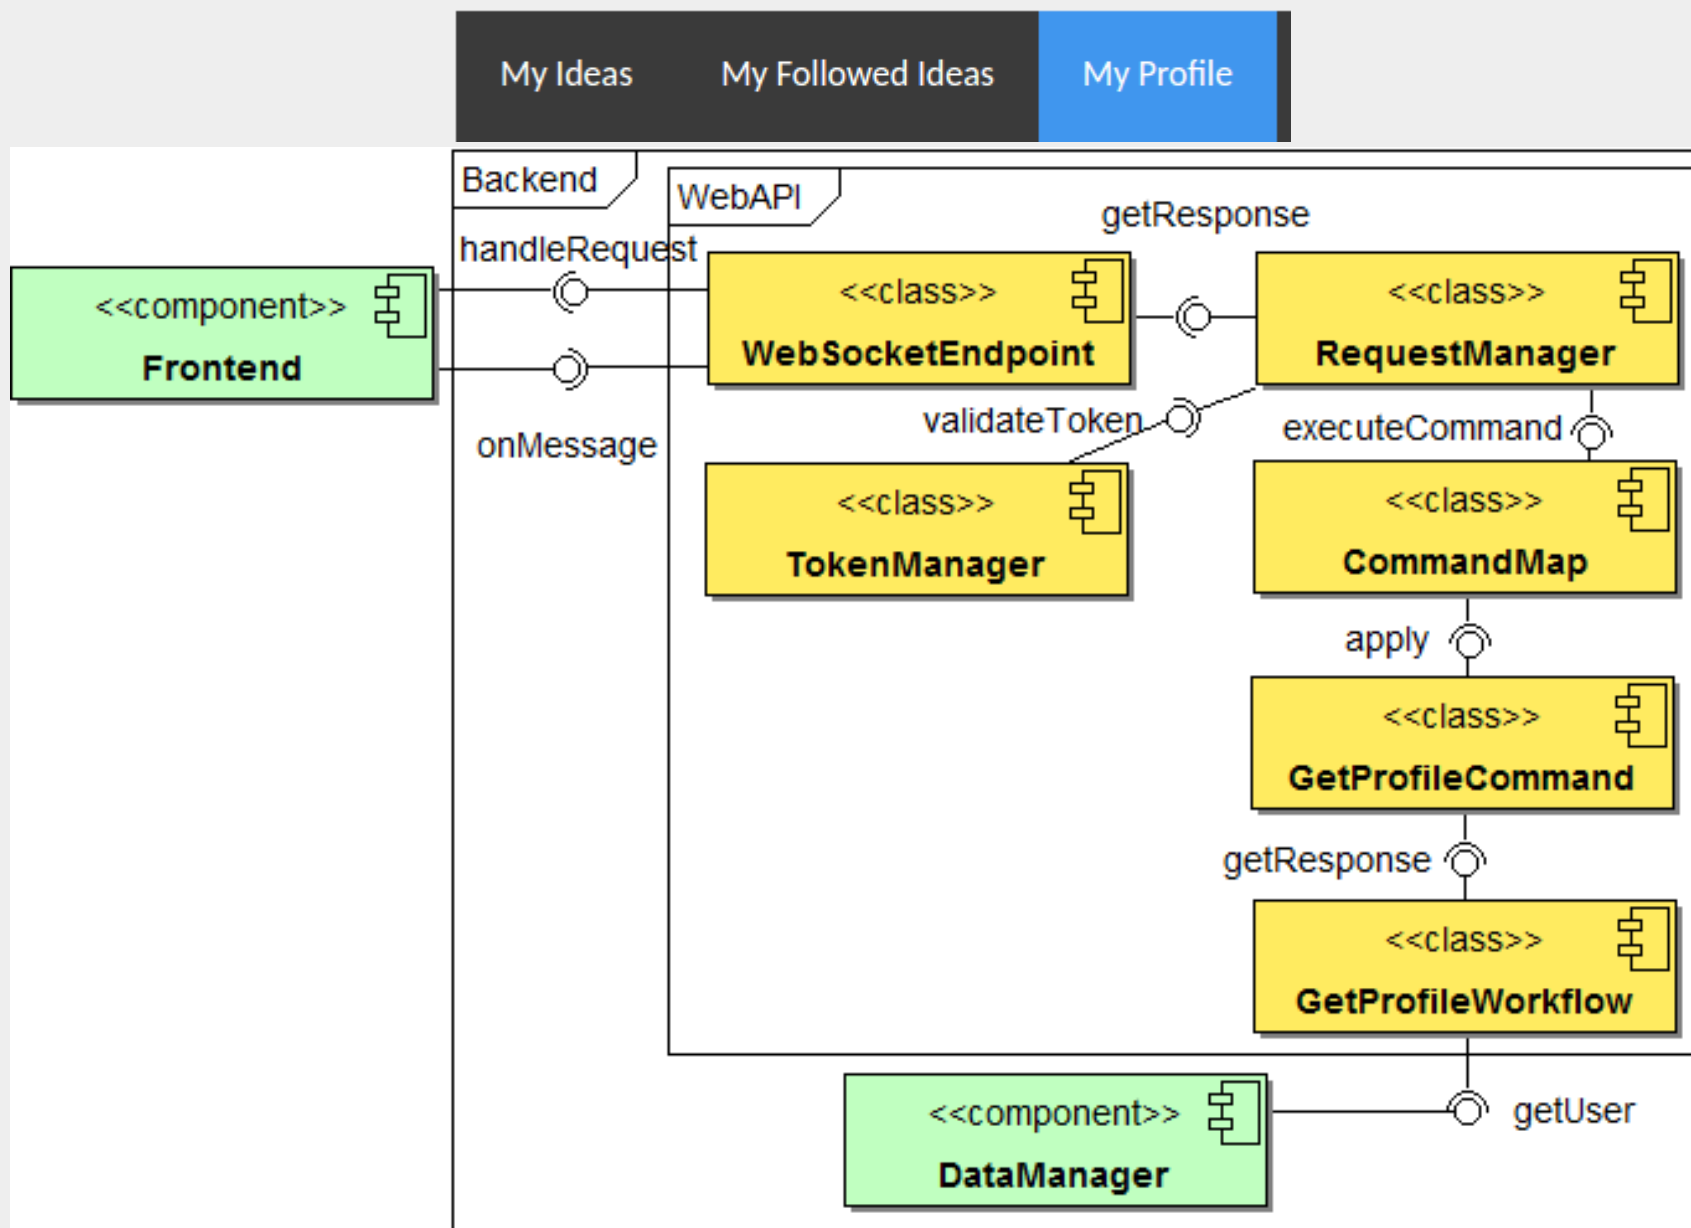 My Ideas
My Followed Ideas
My Profile
Backend
WebAPI
getResponse
handleRequest
<<component>>
Frontend
<<class>>
WebSocketEndpoint
<<class>>
RequestManager
onMessage
validateToken
executeCommand
<<class>>
TokenManager
<<class>>
CommandMap
apply
<<class>>
GetProfileCommand
getResponse
<<class>>
GetProfileWorkflow
<<component>>
DataManager
getUser